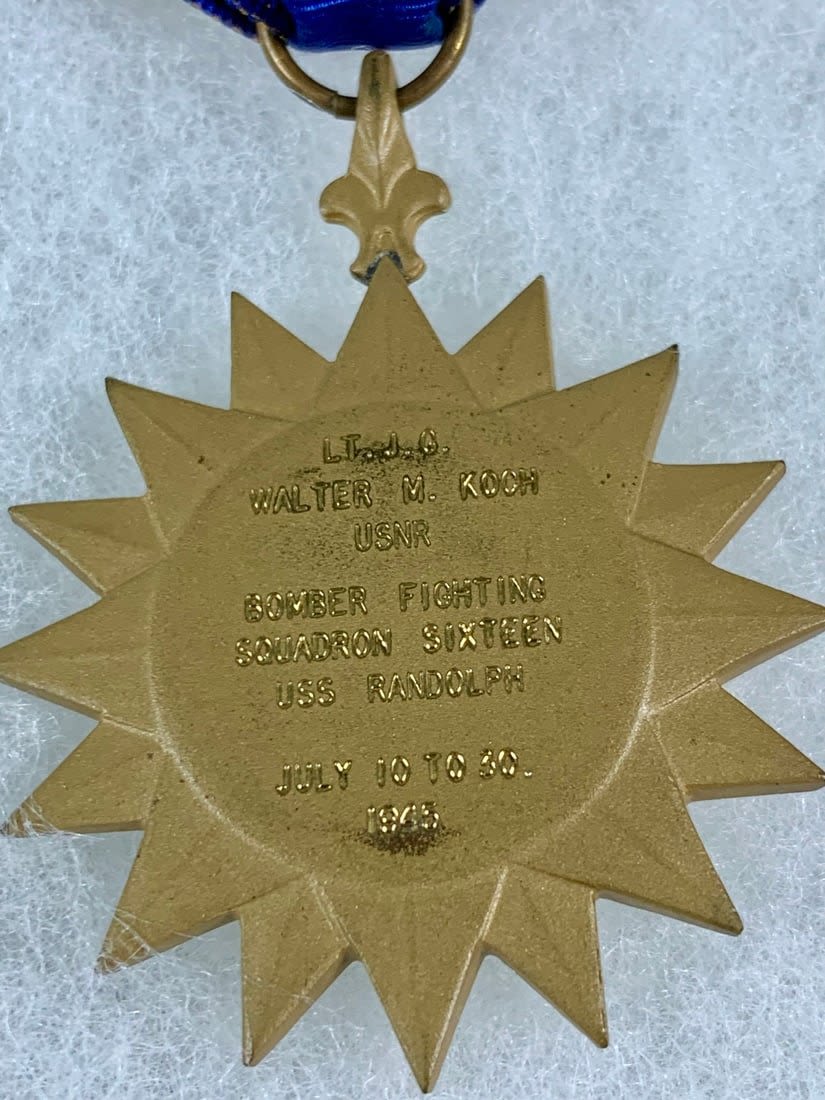 LT. J. G.
WALTER M. KOCH
USNR
BOMBER FIGHTING
SQUADRON SIXTEEN
USS RANDOLPH
JULY 10 TO 30.
1945